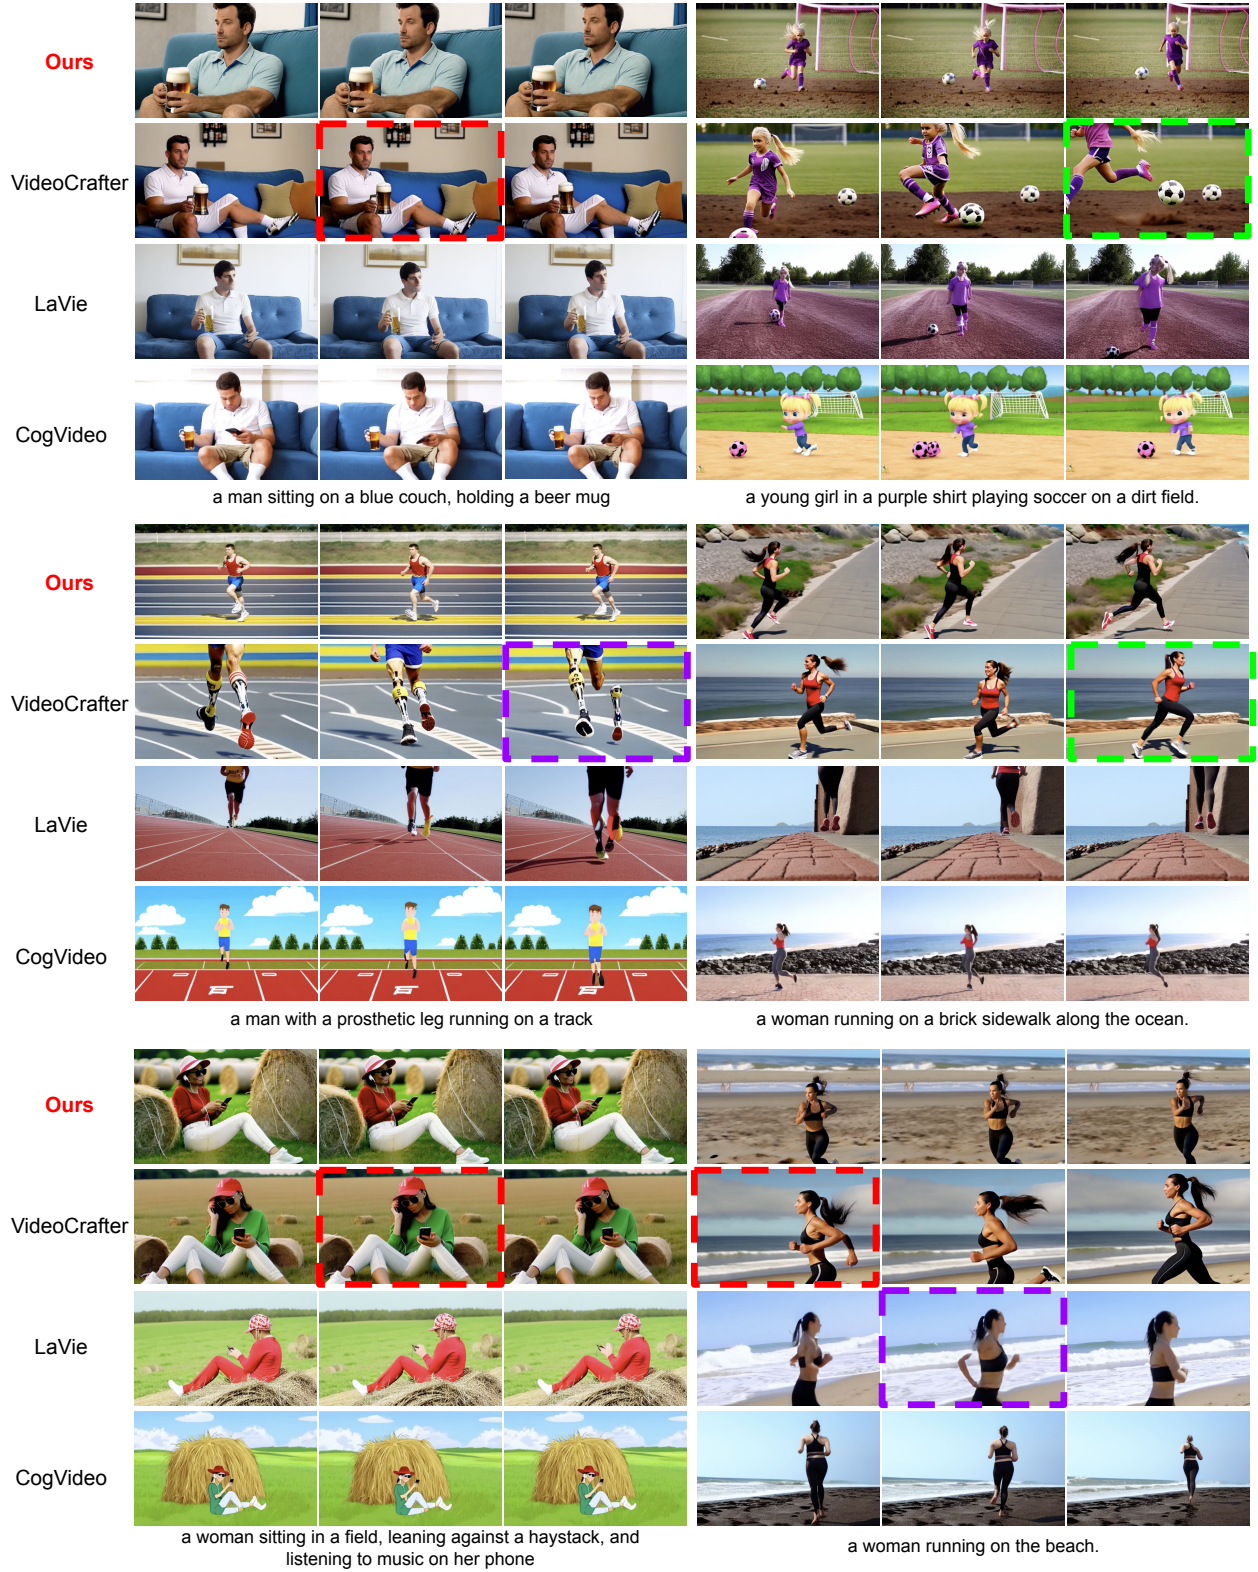 Ours
VideoCrafter
LaVie
CogVideo
a man sitting on a blue couch, holding a beer mug
a young girl in a purple shirt playing soccer on a dirt field.
Ours
VideoCrafter
LaVie
CogVideo
a man with a prosthetic leg running on a track
a woman running on a brick sidewalk along the ocean.
Ours
VideoCrafter
LaVie
CogVideo
a woman sitting in a field, leaning against a haystack, and
listening to music on her phone
a woman running on the beach.